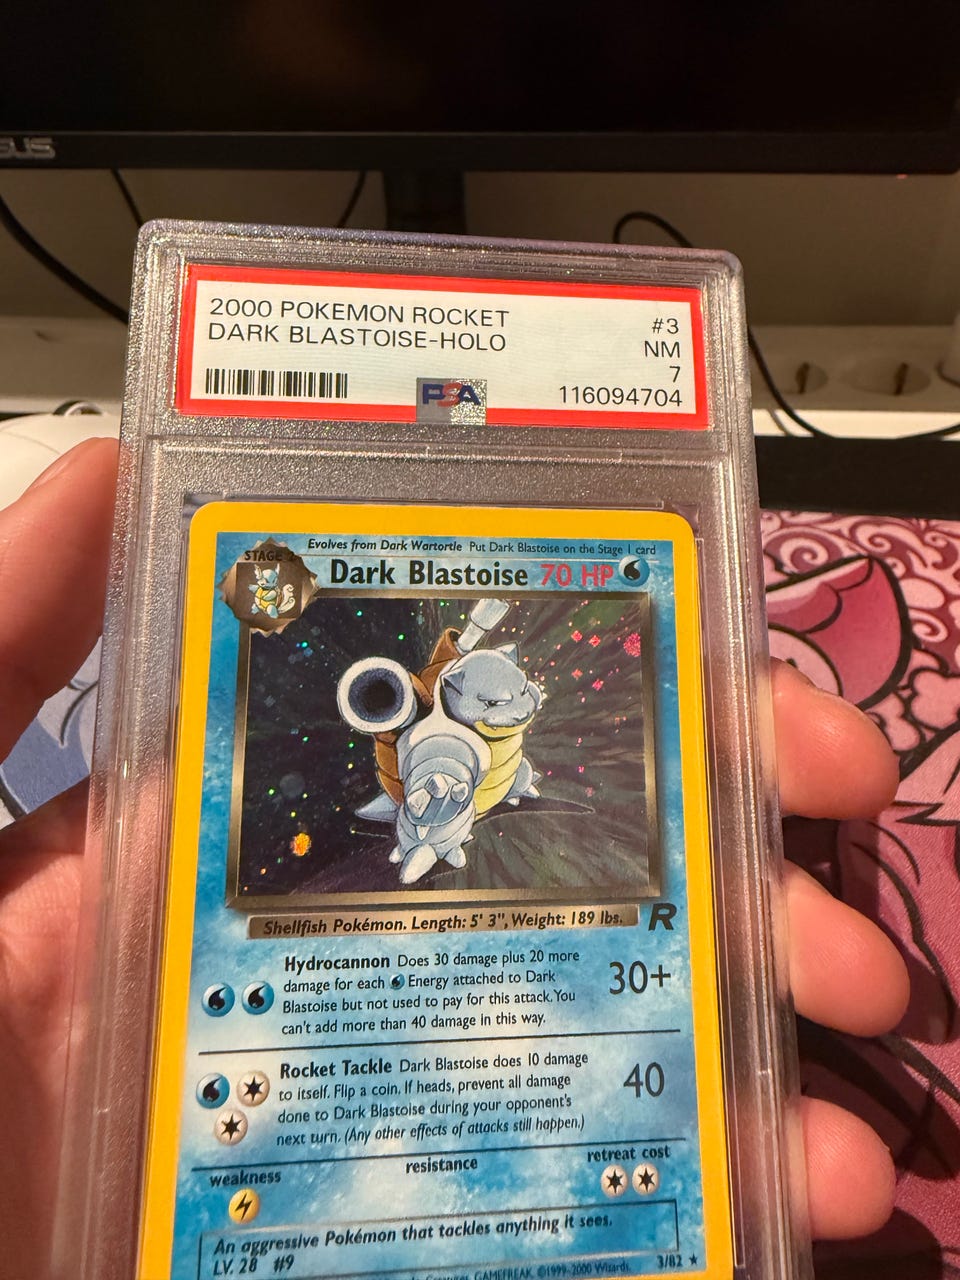 2000 POKEMON ROCKET #3
DARK BLASTOISE-HOLO NM
7
PSA 116094704
STAGE
Evolves from Dark Wartortle Put Dark Blastoise on the Stage 1 card
Dark Blastoise 70 HP
Shellfish Pokémon. Length: 5' 3", Weight: 189 lbs.
R
Hydrocannon Does 30 damage plus 20 more
damage for each Energy attached to Dark
Blastoise but not used to pay for this attack. You
can't add more than 40 damage in this way.
30+
Rocket Tackle Dark Blastoise does 10 damage
to itself. Flip a coin. If heads, prevent all damage
done to Dark Blastoise during your opponent's
next turn. (Any other effects of attacks still happen.)
40
weakness resistance retreat cost
An aggressive Pokémon that tackles anything it sees.
LV. 28 #9
GAMEFREAK ©1999-2000 Wizards. 3/82 ★